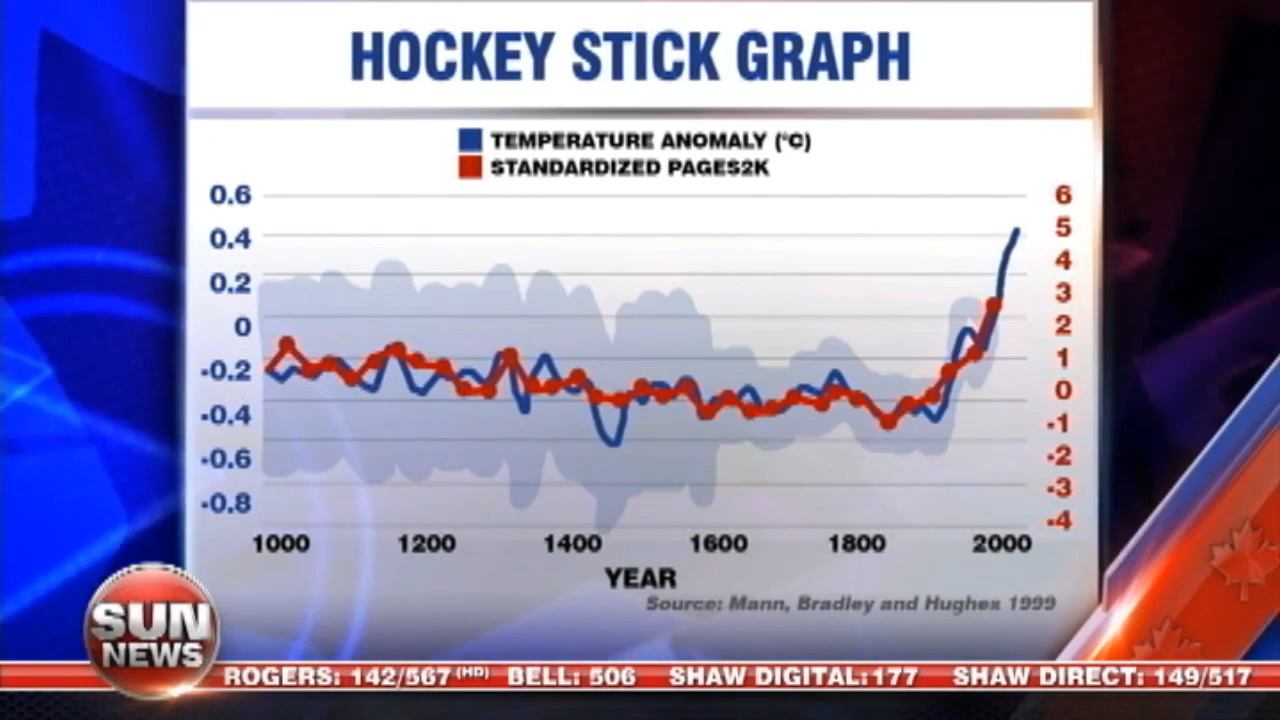 HOCKEY STICK GRAPH
TEMPERATURE ANOMALY (°C)
STANDARDIZED PAGES2K
0.6
0.4
0.2
0
-0.2
-0.4
-0.6
-0.8
6
5
4
3
2
1
0
-1
-2
-3
-4
1000 1200 1400 1600 1800 2000
YEAR
Source: Mann, Bradley and Hughes 1999
SUN
NEWS
ROGERS: 142/567 (HD) BELL: 506 SHAW DIGITAL: 177 SHAW DIRECT: 149/517